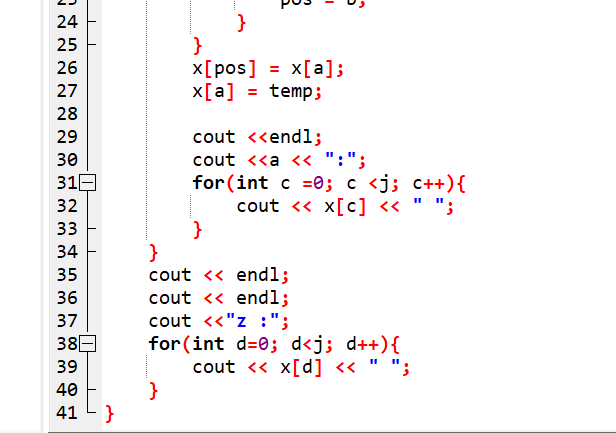 pos = b;
24 }
25 }
26 x[pos] = x[a];
27 x[a] = temp;
28
29 cout <<endl;
30 cout <<a << ":";
31 for(int c =0; c <j; c++){
32 cout << x[c] << " ";
33 }
34 }
35 cout << endl;
36 cout << endl;
37 cout <<"z :";
38 for(int d=0; d<j; d++){
39 cout << x[d] << " ";
40 }
41 }